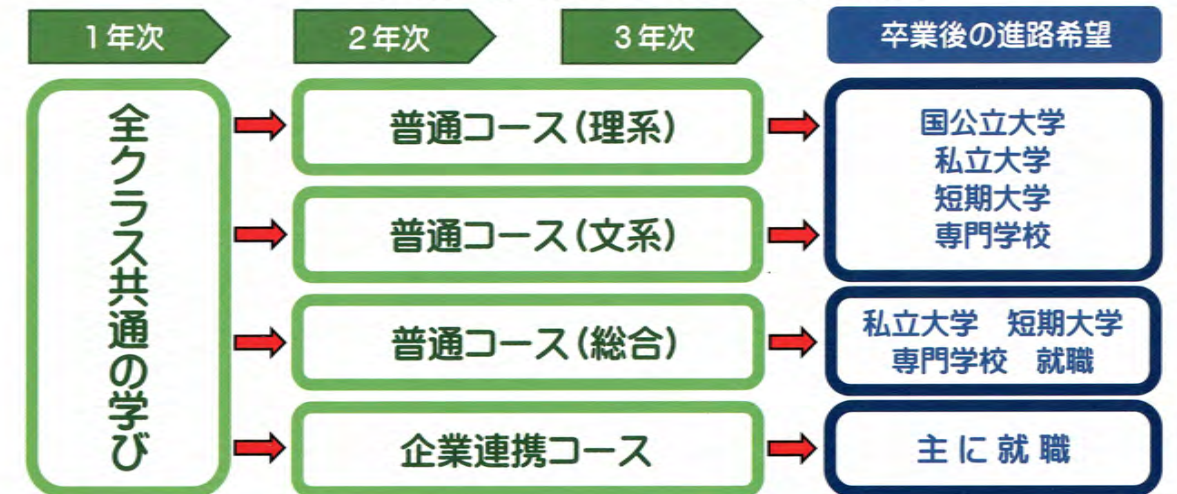 1年次
2年次
3年次
卒業後の進路希望
全クラス共通の学び
普通コース(理系)
普通コース(文系)
普通コース(総合)
企業連携コース
国公立大学
私立大学
短期大学
専門学校
私立大学 短期大学
専門学校 就職
主に就職